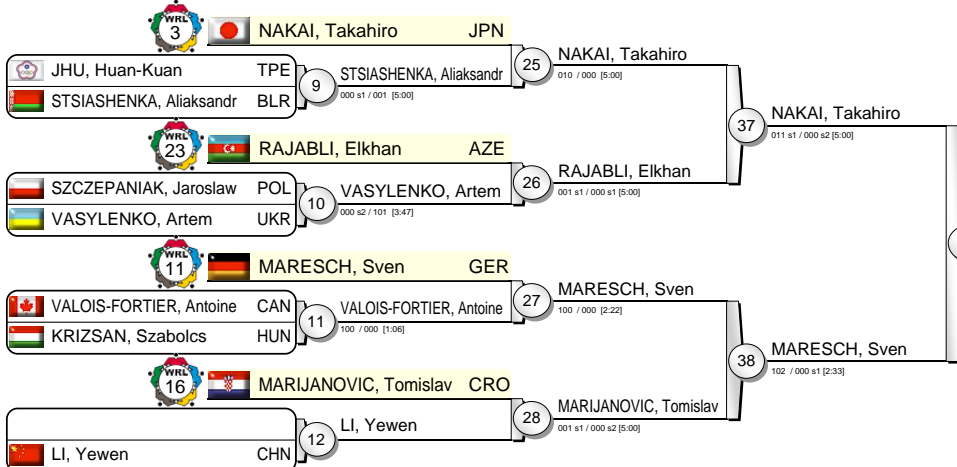 WRL
3
NAKAI, Takahiro JPN
JHU, Huan-Kuan TPE
STSIASHENKA, Aliaksandr BLR
9
STSIASHENKA, Aliaksandr
000 s1 / 001 [5:00]
25
NAKAI, Takahiro
010 / 000 [5:00]
WRL
23
RAJABLI, Elkhan AZE
SZCZEPANIAK, Jaroslaw POL
VASYLENKO, Artem UKR
10
VASYLENKO, Artem
000 s2 / 101 [3:47]
26
RAJABLI, Elkhan
001 s1 / 000 s1 [5:00]
37
NAKAI, Takahiro
011 s1 / 000 s2 [5:00]
WRL
11
MARESCH, Sven GER
VALOIS-FORTIER, Antoine CAN
KRIZSAN, Szabolcs HUN
11
VALOIS-FORTIER, Antoine
100 / 000 [1:06]
27
MARESCH, Sven
100 / 000 [2:22]
WRL
16
MARIJANOVIC, Tomislav CRO
LI, Yewen CHN
12
LI, Yewen
28
MARIJANOVIC, Tomislav
001 s1 / 000 s2 [5:00]
38
MARESCH, Sven
102 / 000 s1 [2:33]